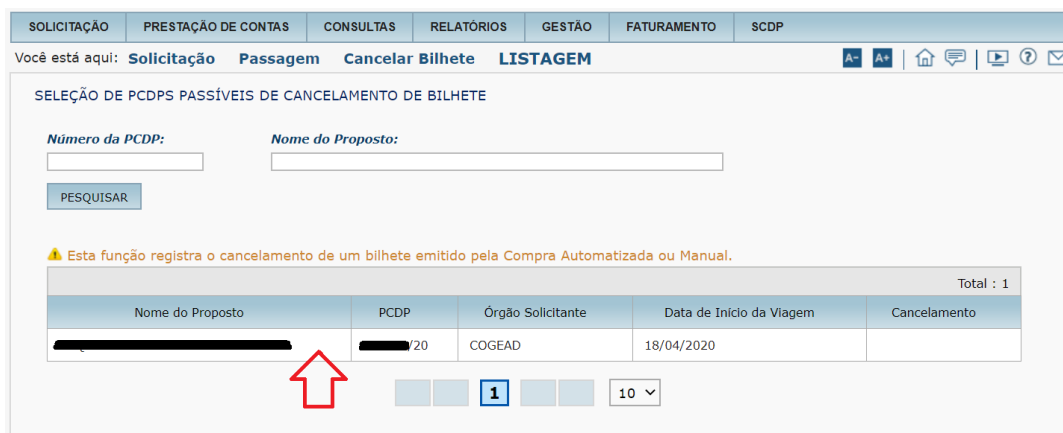 SOLICITAÇÃO PRESTAÇÃO DE CONTAS CONSULTAS RELATÓRIOS GESTÃO FATURAMENTO SCDP
Você está aqui: Solicitação Passagem Cancelar Bilhete LISTAGEM A- A+ ?
SELEÇÃO DE PCDPS PASSÍVEIS DE CANCELAMENTO DE BILHETE
Número da PCDP: Nome do Proposto:
PESQUISAR
Esta função registra o cancelamento de um bilhete emitido pela Compra Automatizada ou Manual.
Total : 1
Nome do Proposto PCDP Órgão Solicitante Data de Início da Viagem Cancelamento
/20 COGEAD 18/04/2020
1 10